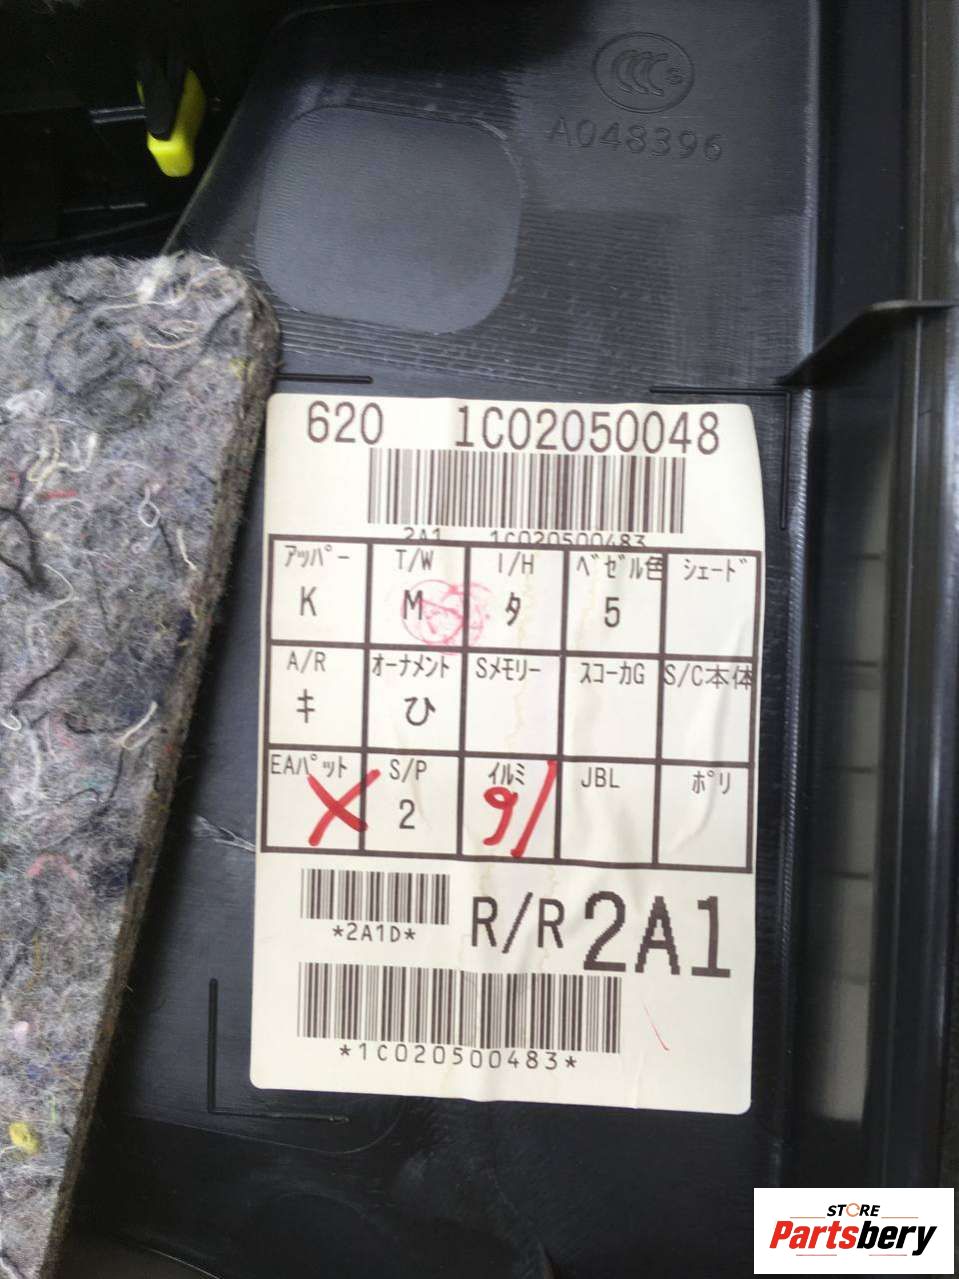 CCC S
A048396
620 1C02050048
2A1 1C020500483
アッパー T/W I/H ベゼル色 シェード
K M タ 5
A/R オーナメント Sメモリー スコーカG S/C本体
キ ひ
EAパット S/P イルミ JBL ポリ
2
*2A1D* R/R 2A1
*1C020500483*
STORE
Partsbery